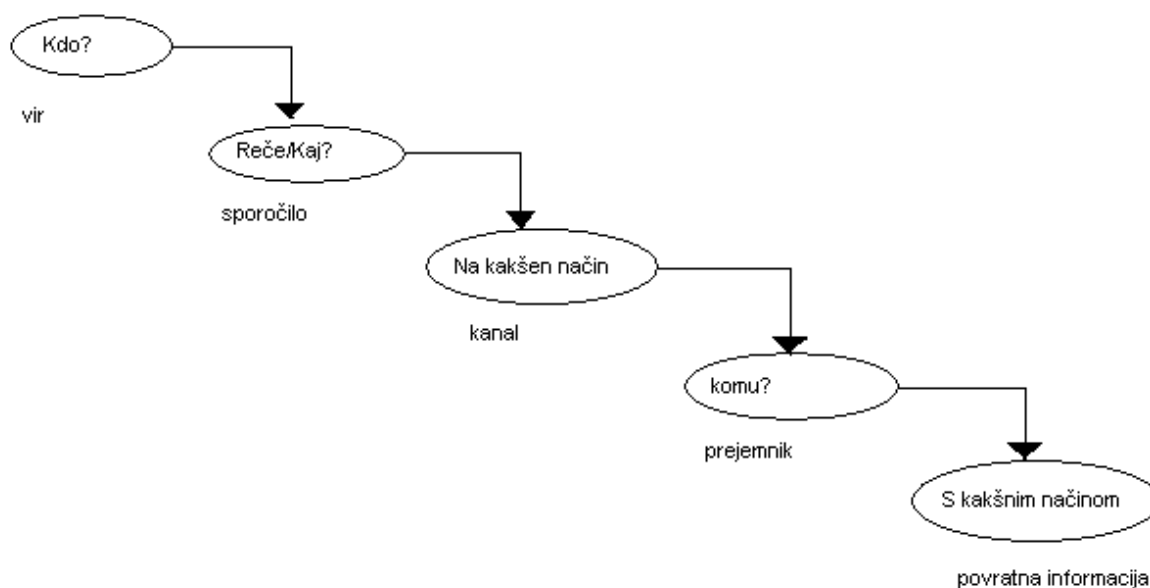 Kdo?
vir
Reče/Kaj?
sporočilo
Na kakšen način
kanal
komu?
prejemnik
S kakšnim načinom
povratna informacija